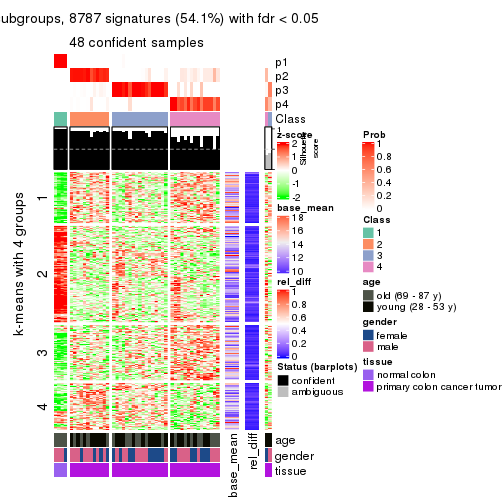 ubgroups, 8787 signatures (54.1%) with fdr < 0.05
48 confident samples
p1
p2
p3
p4
Class
Silhouette
score
k-means with 4 groups
1
2
3
4
z-score
2
1
0
-1
-2
base_mean
18
16
14
12
10
rel_diff
1
0.8
0.6
0.4
0.2
0
Status (barplots)
confident
ambiguous
Prob
1
0.8
0.6
0.4
0.2
0
Class
1
2
3
4
age
old (69 - 87 y)
young (28 - 53 y)
gender
female
male
tissue
normal colon
primary colon cancer tumor
age
gender
tissue
base_mean
rel_diff